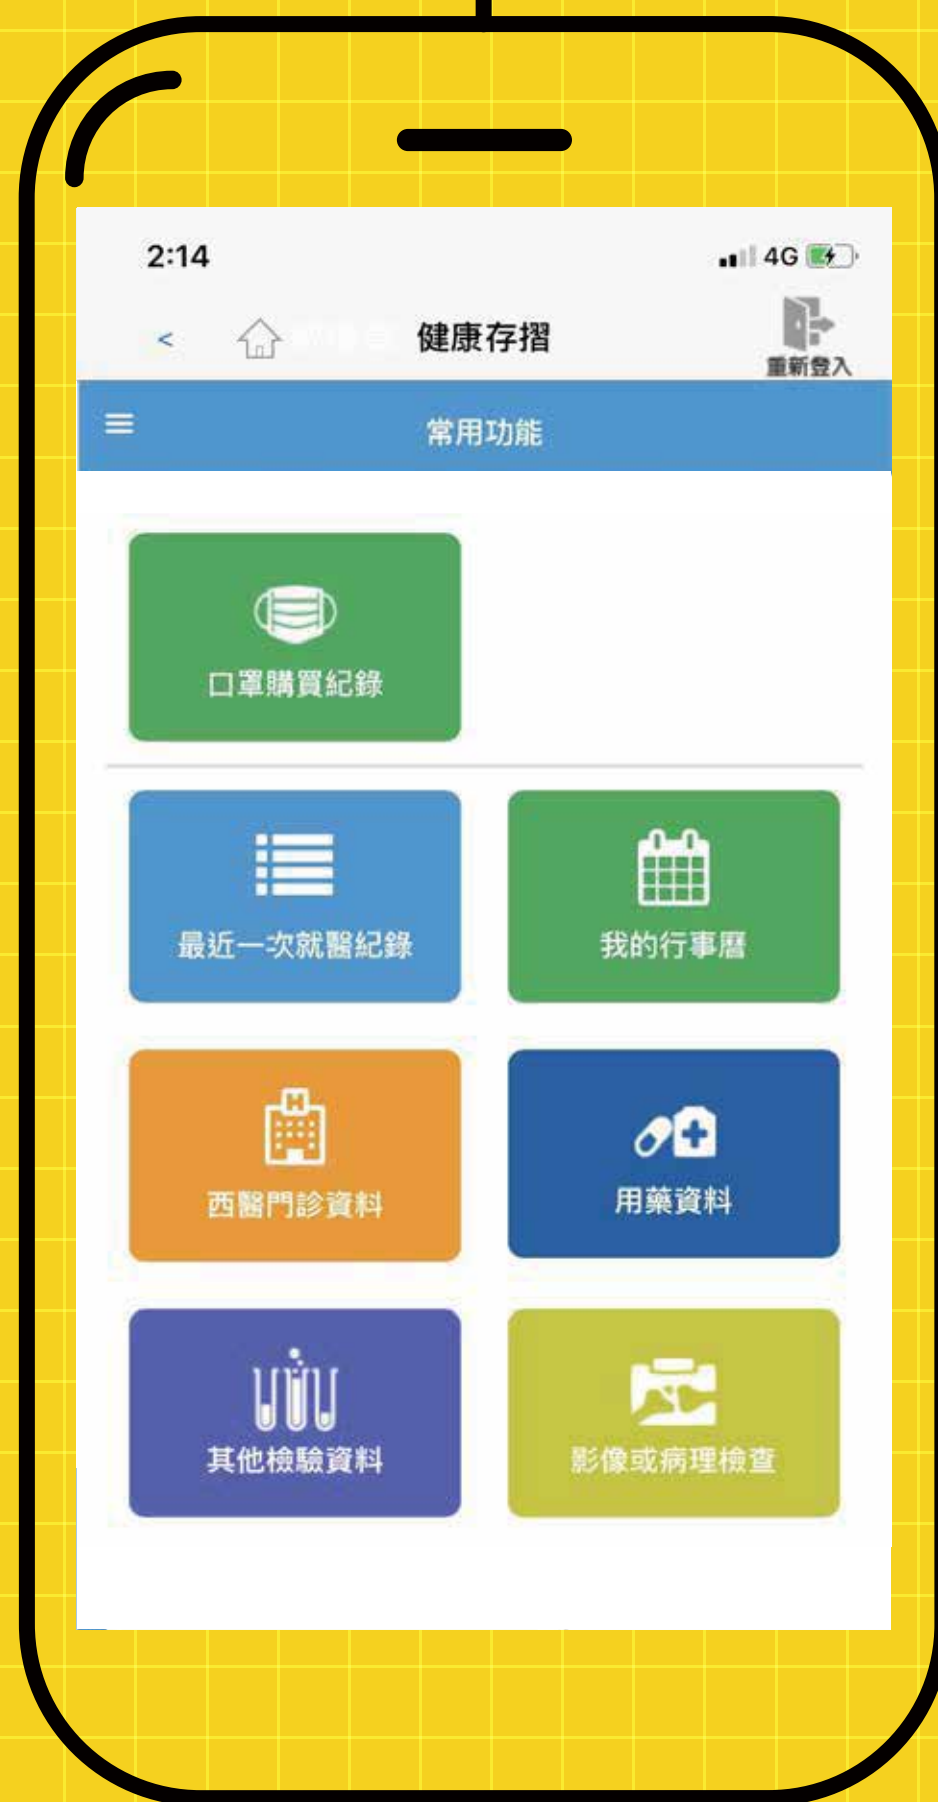 2:14
4G
< 健康存摺
重新登入
常用功能
口罩購買紀錄
最近一次就醫紀錄
我的行事曆
西醫門診資料
用藥資料
其他檢驗資料
影像或病理檢查